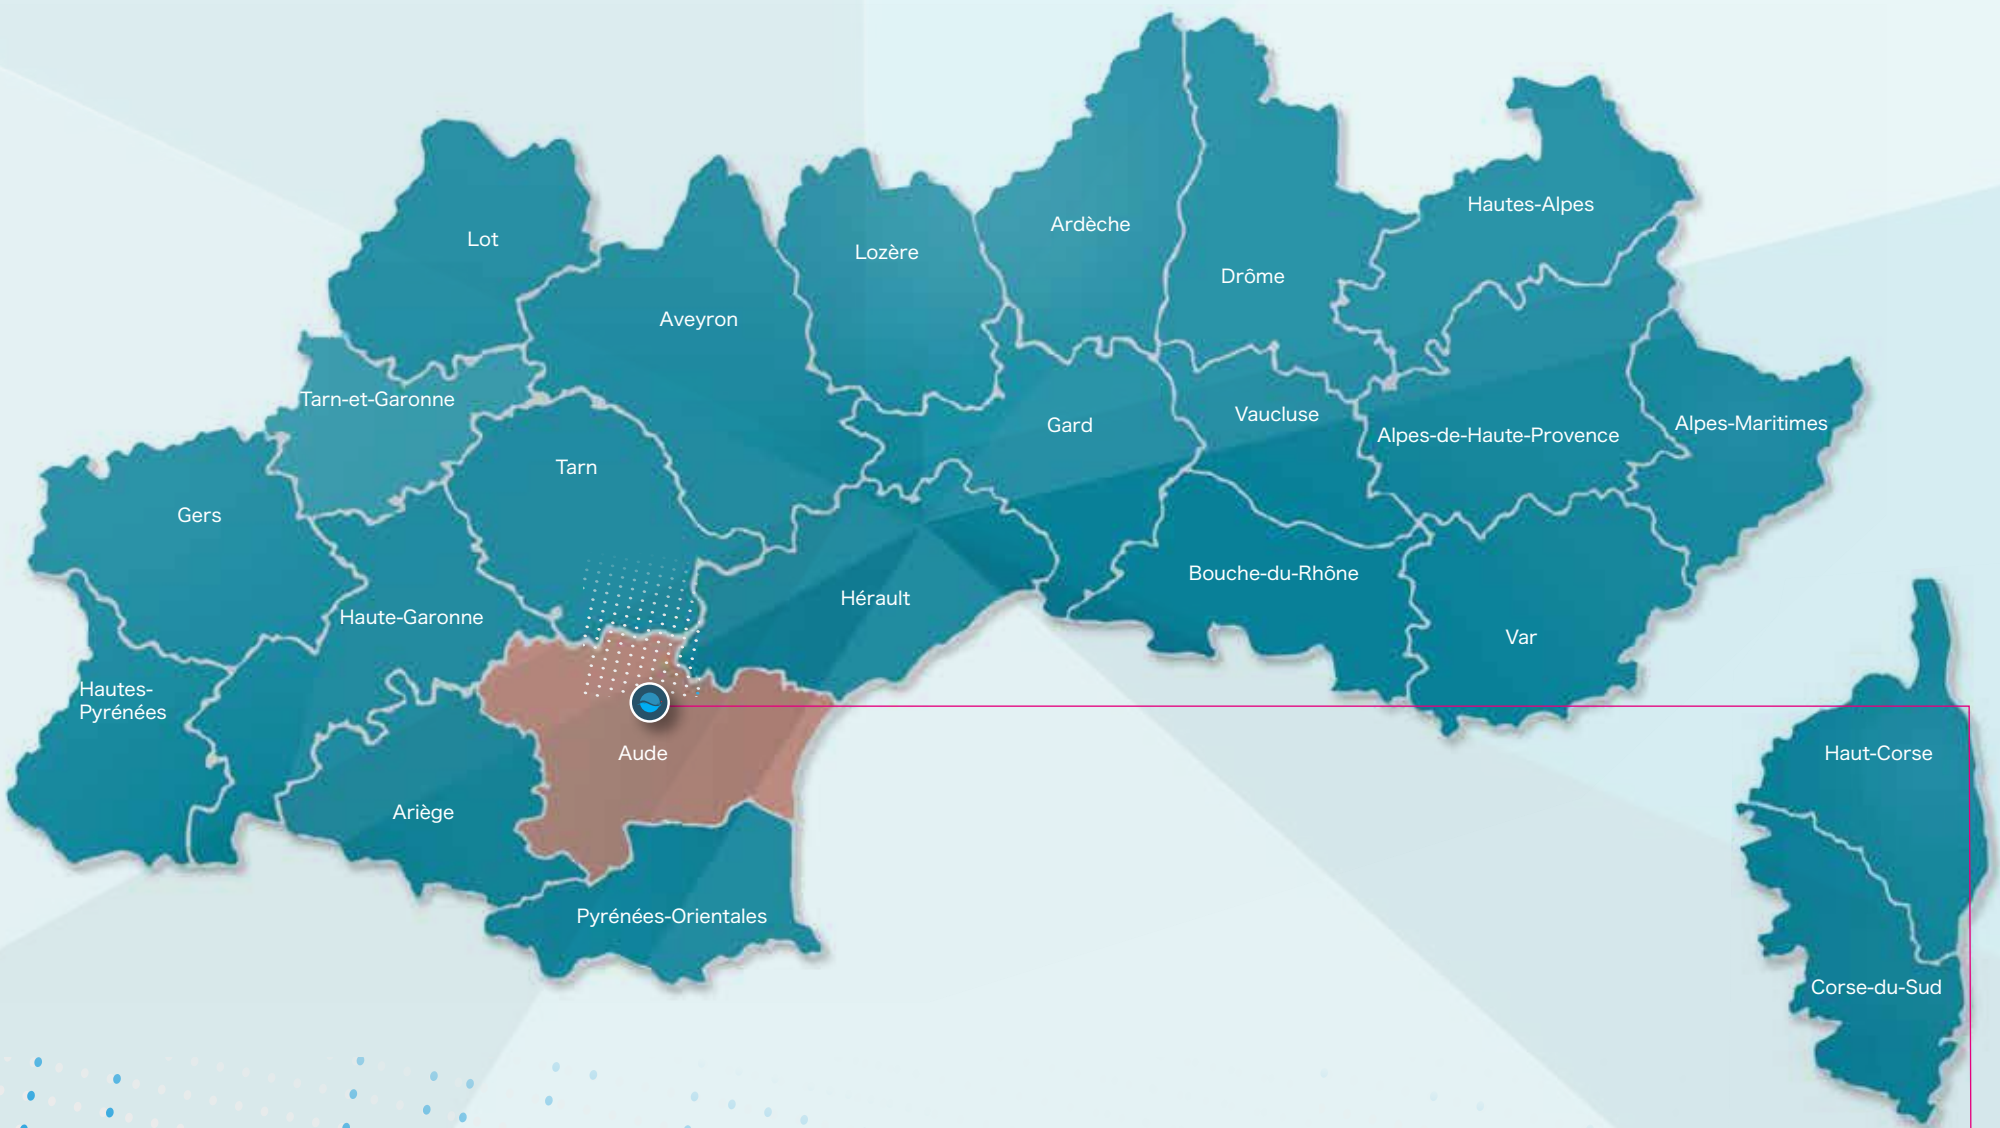 Hautes-Alpes
Ardèche
Lot
Lozère
Drôme
Aveyron
Tarn-et-Garonne
Vaucluse
Gard
Alpes-Maritimes
Alpes-de-Haute-Provence
Tarn
Gers
Bouche-du-Rhône
Hérault
Haute-Garonne
Var
Hautes-
Pyrénées
Aude
Haut-Corse
Ariège
Pyrénées-Orientales
Corse-du-Sud